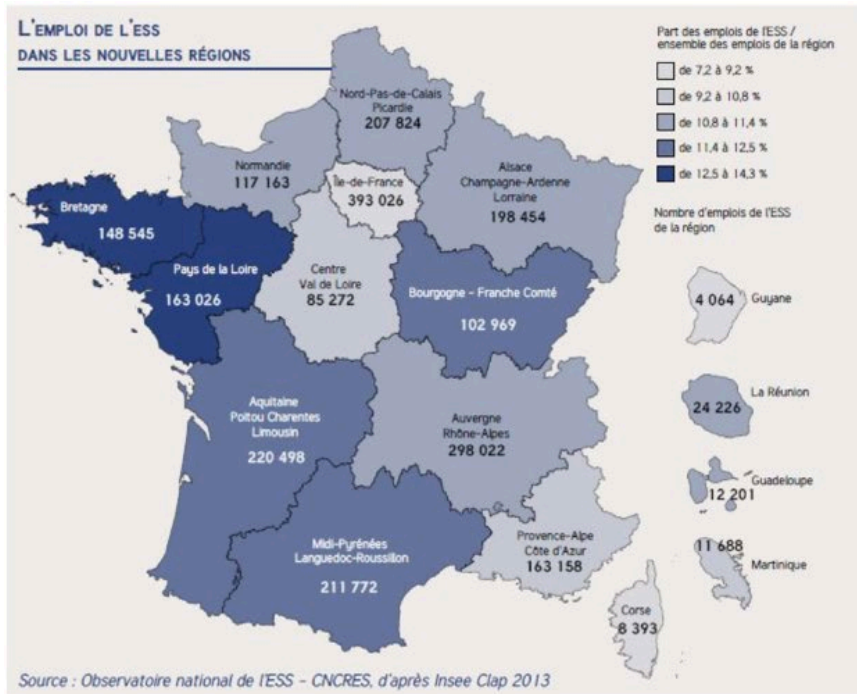 L'EMPLOI DE L'ESS
DANS LES NOUVELLES RÉGIONS
Part des emplois de l'ESS /
ensemble des emplois de la région
de 7,2 à 9,2 %
de 9,2 à 10,8 %
de 10,8 à 11,4 %
de 11,4 à 12,5 %
de 12,5 à 14,3 %
Nombre d'emplois de l'ESS
de la région
Nord-Pas-de-Calais
Picardie
207 824
Normandie
117 163
Île-de-France
393 026
Alsace
Champagne-Ardenne
Lorraine
198 454
Bretagne
148 545
Pays de la Loire
163 026
Centre
Val de Loire
85 272
Bourgogne - Franche Comté
102 969
Aquitaine
Poitou Charentes
Limousin
220 498
Auvergne
Rhône-Alpes
298 022
Midi-Pyrénées
Languedoc-Roussillon
211 772
Provence-Alpe
Côte d'Azur
163 158
Corse
8 393
4 064
Guyane
La Réunion
24 226
Guadeloupe
12 201
11 688
Martinique
Source : Observatoire national de l'ESS - CNCRES, d'après Insee Clap 2013